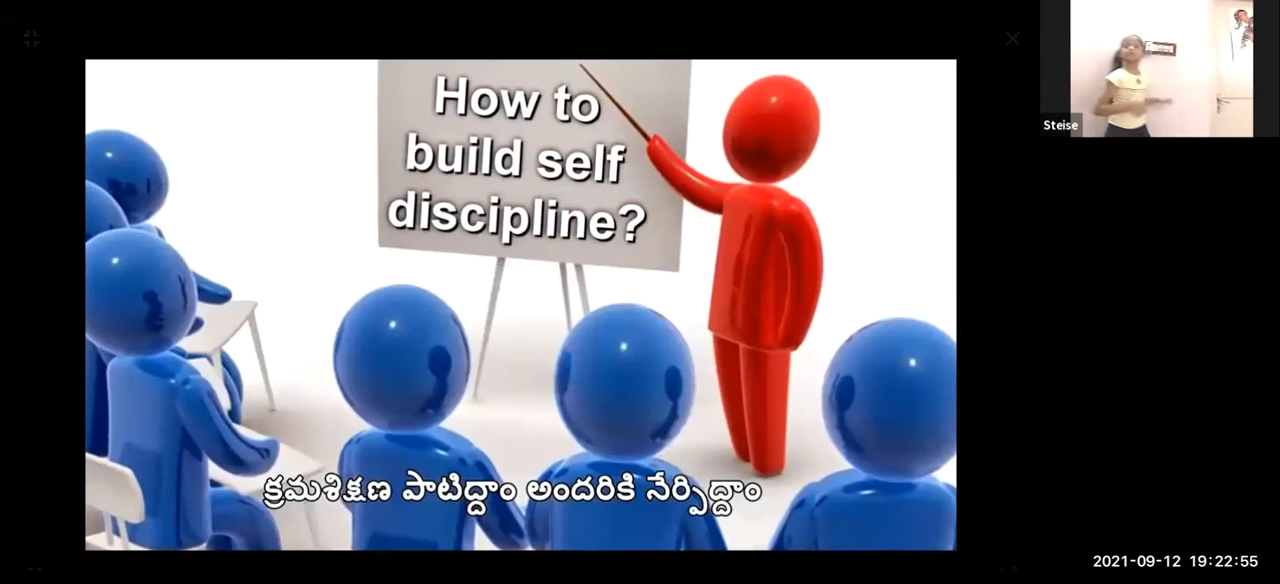 How to
build self
discipline?
క్రమశిక్షణ పాటిద్దాం అందరికి నేర్పిద్దాం
Steise
2021-09-12 19:22:55